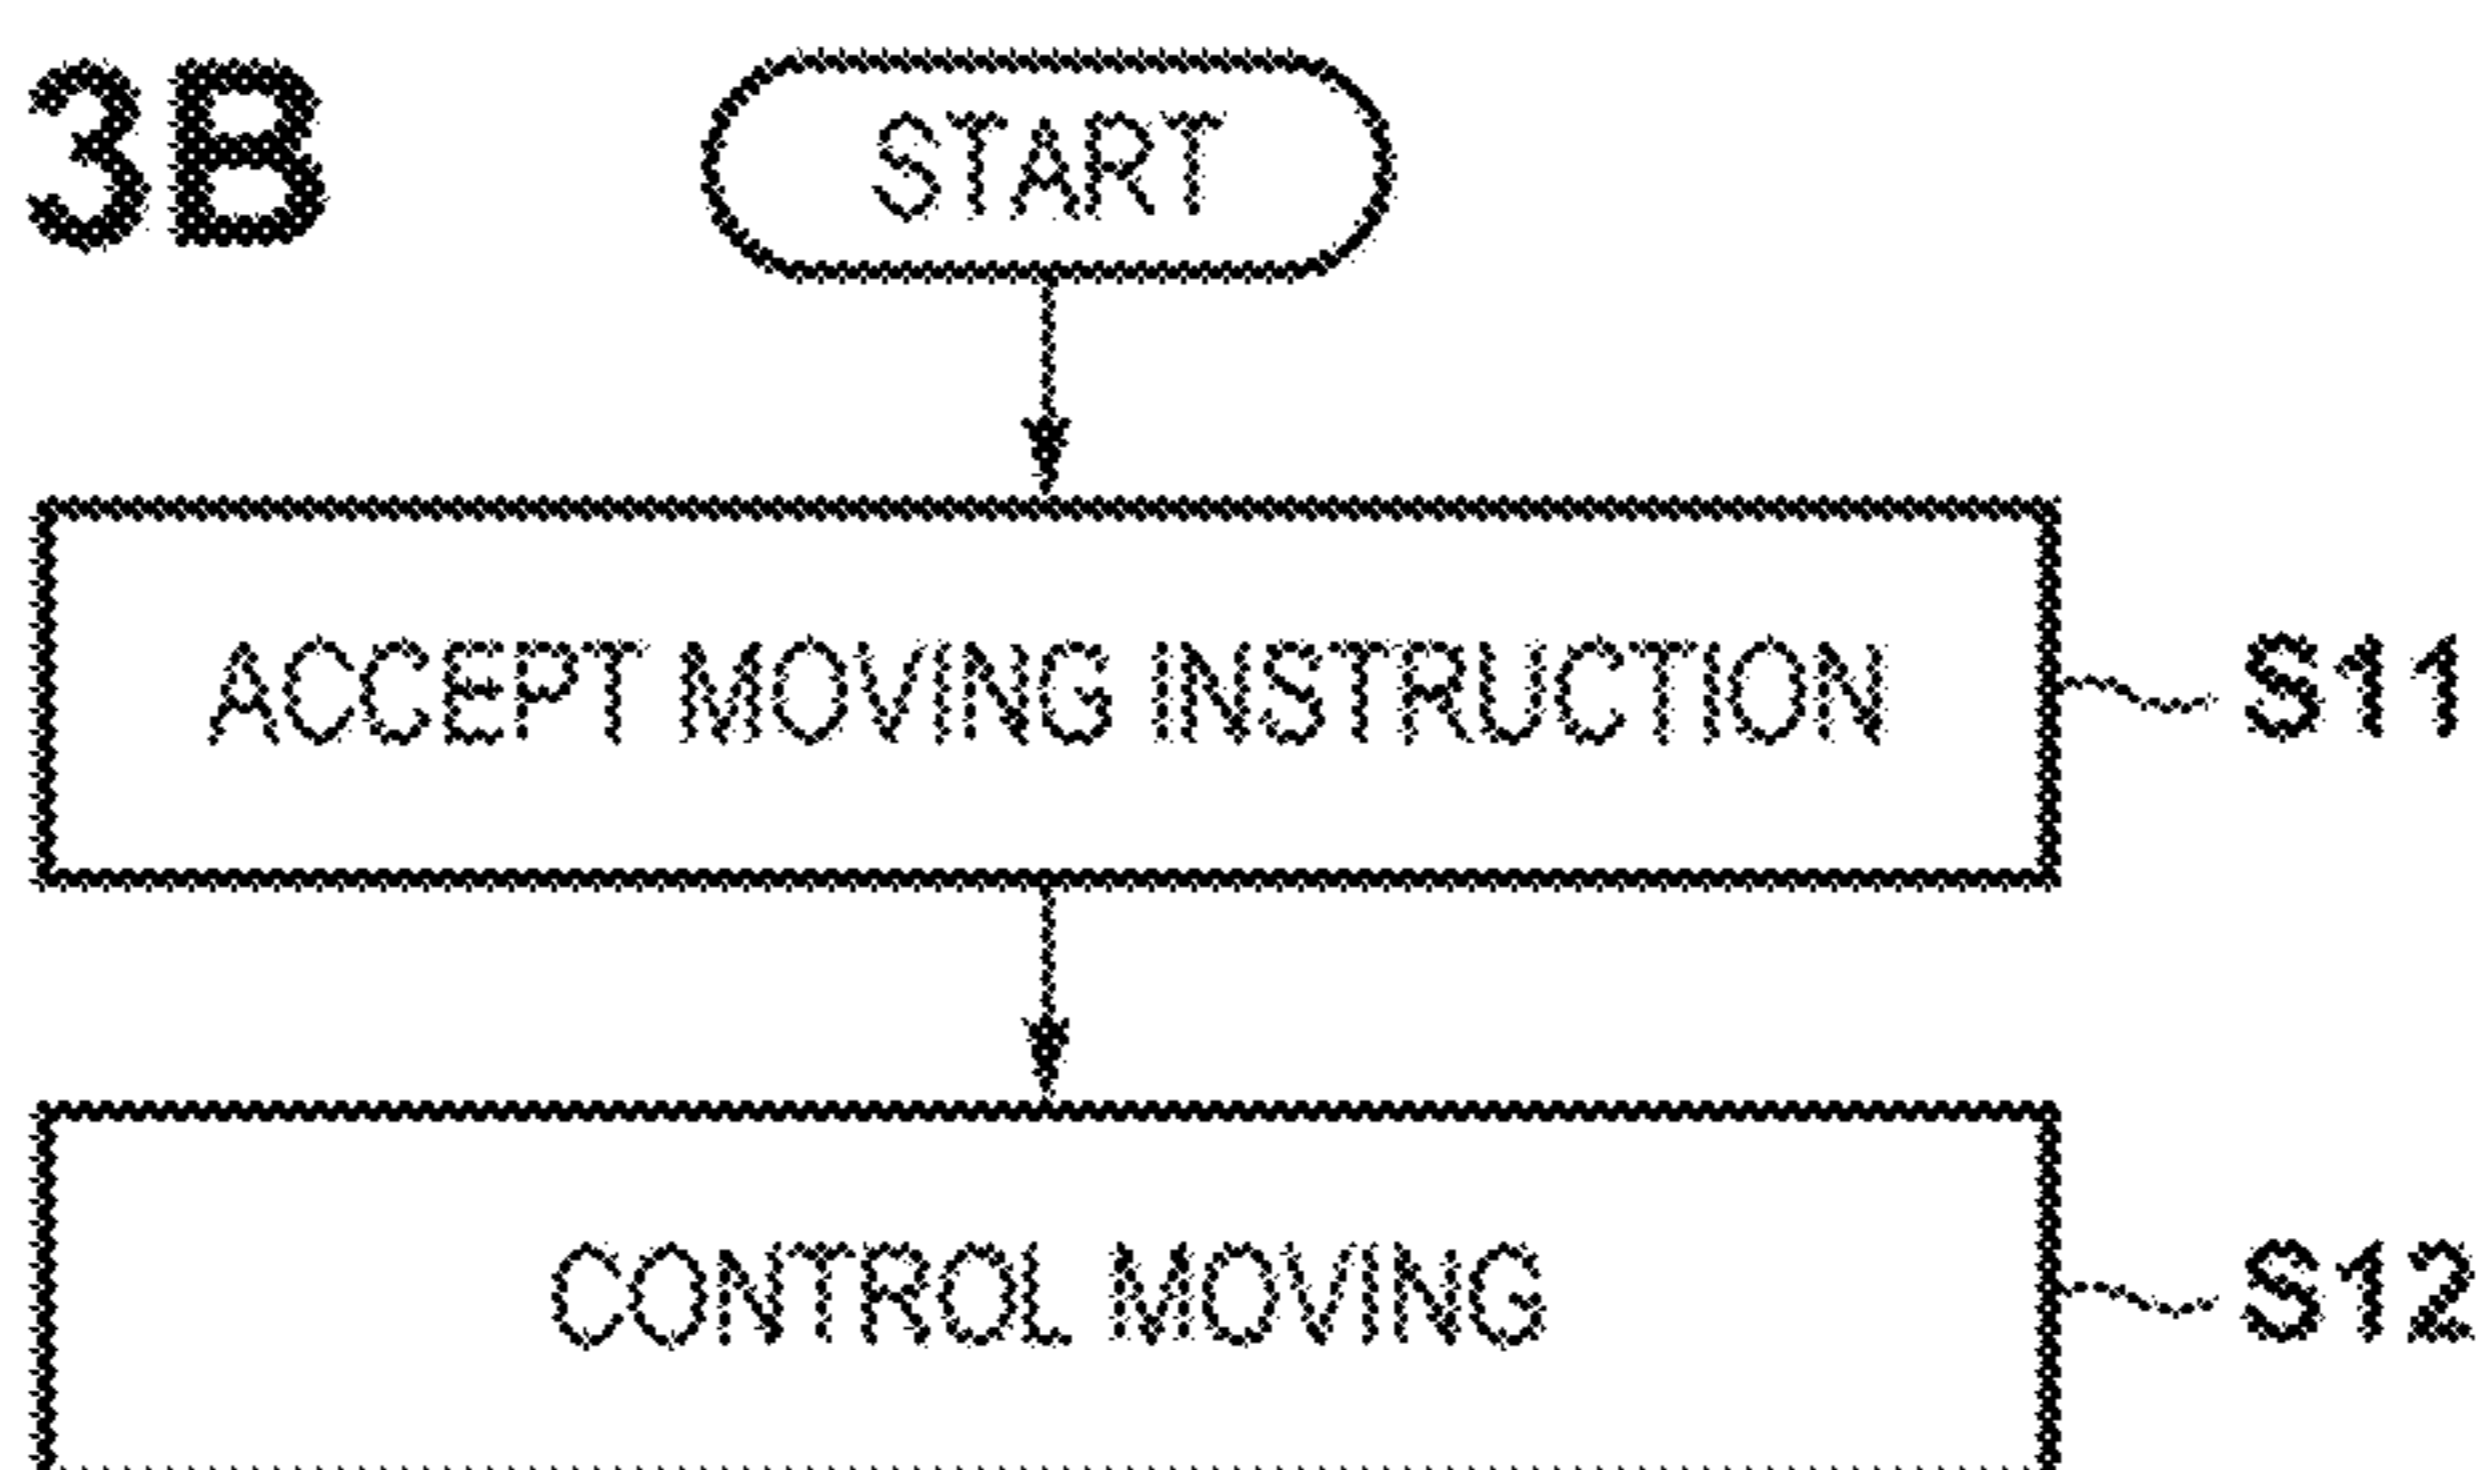 3B
START
ACCEPT MOVING INSTRUCTION
S11
CONTROL MOVING
S12